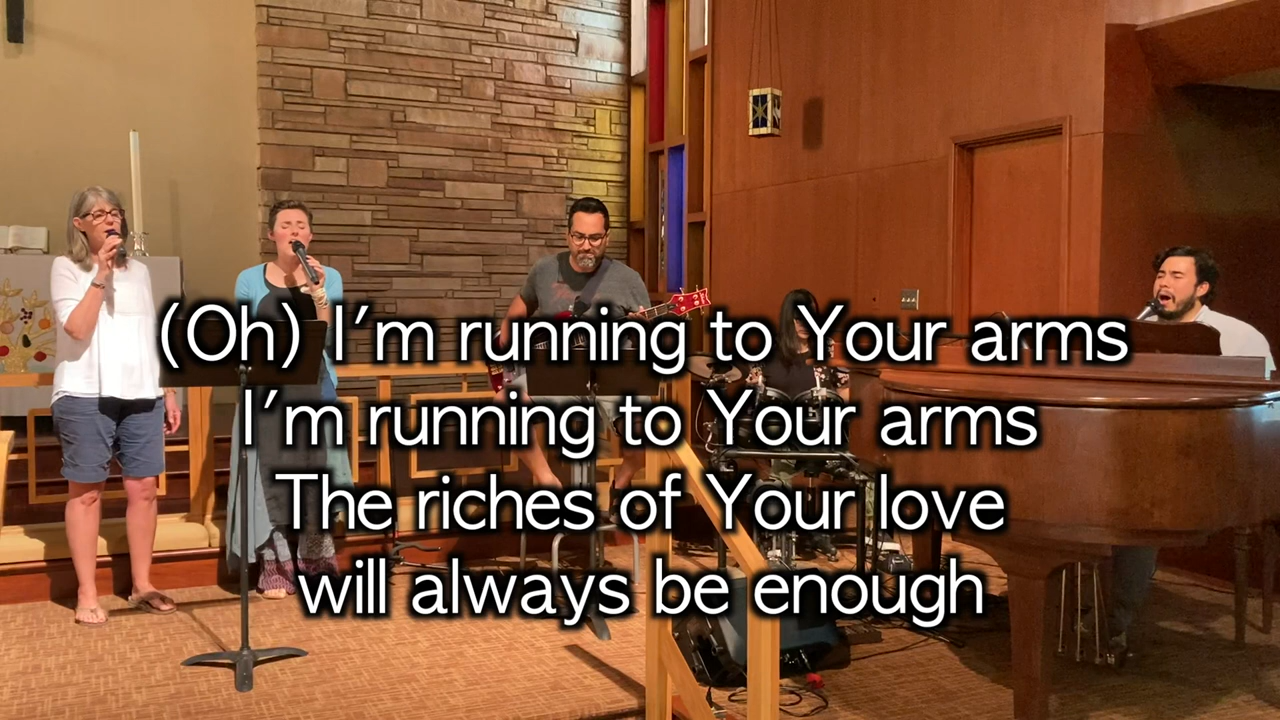 (Oh) I'm running to Your arms
I'm running to Your arms
The riches of Your love
will always be enough